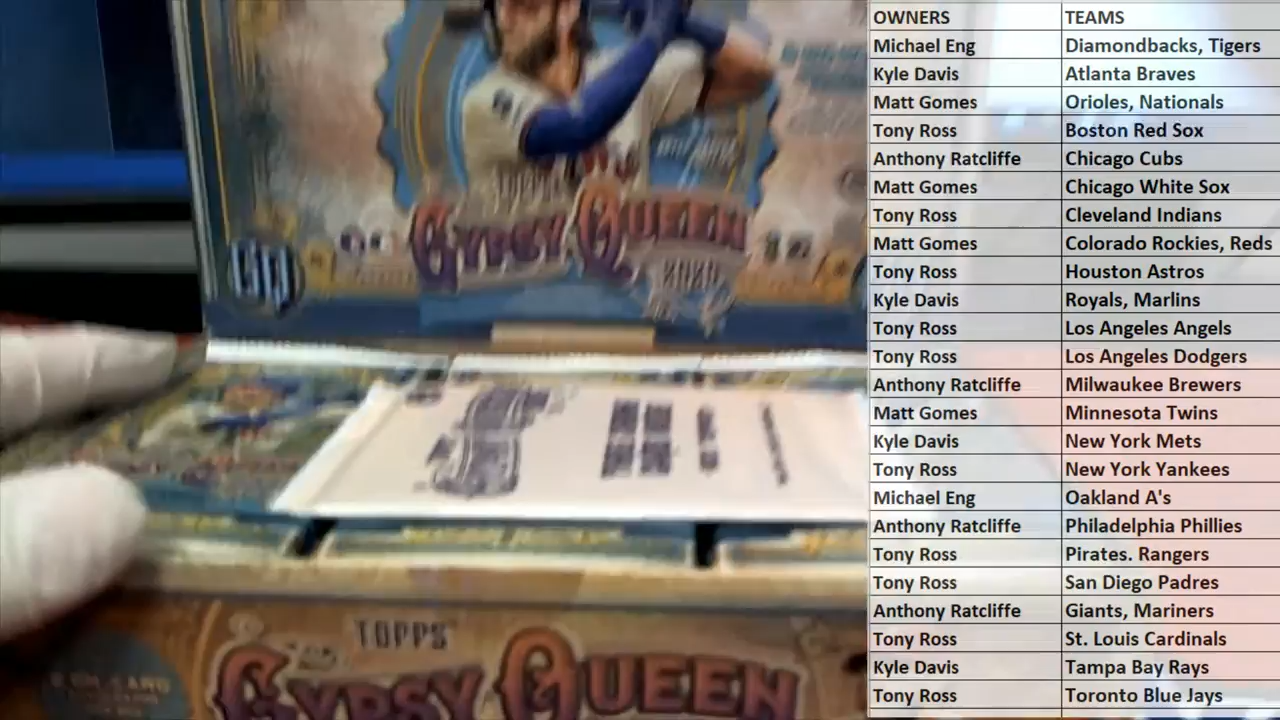 TOPPS
GYPSY QUEEN
2020
GQ
TOPPS
GYPSY QUEEN
OWNERS TEAMS
Michael Eng Diamondbacks, Tigers
Kyle Davis Atlanta Braves
Matt Gomes Orioles, Nationals
Tony Ross Boston Red Sox
Anthony Ratcliffe Chicago Cubs
Matt Gomes Chicago White Sox
Tony Ross Cleveland Indians
Matt Gomes Colorado Rockies, Reds
Tony Ross Houston Astros
Kyle Davis Royals, Marlins
Tony Ross Los Angeles Angels
Tony Ross Los Angeles Dodgers
Anthony Ratcliffe Milwaukee Brewers
Matt Gomes Minnesota Twins
Kyle Davis New York Mets
Tony Ross New York Yankees
Michael Eng Oakland A's
Anthony Ratcliffe Philadelphia Phillies
Tony Ross Pirates. Rangers
Tony Ross San Diego Padres
Anthony Ratcliffe Giants, Mariners
Tony Ross St. Louis Cardinals
Kyle Davis Tampa Bay Rays
Tony Ross Toronto Blue Jays